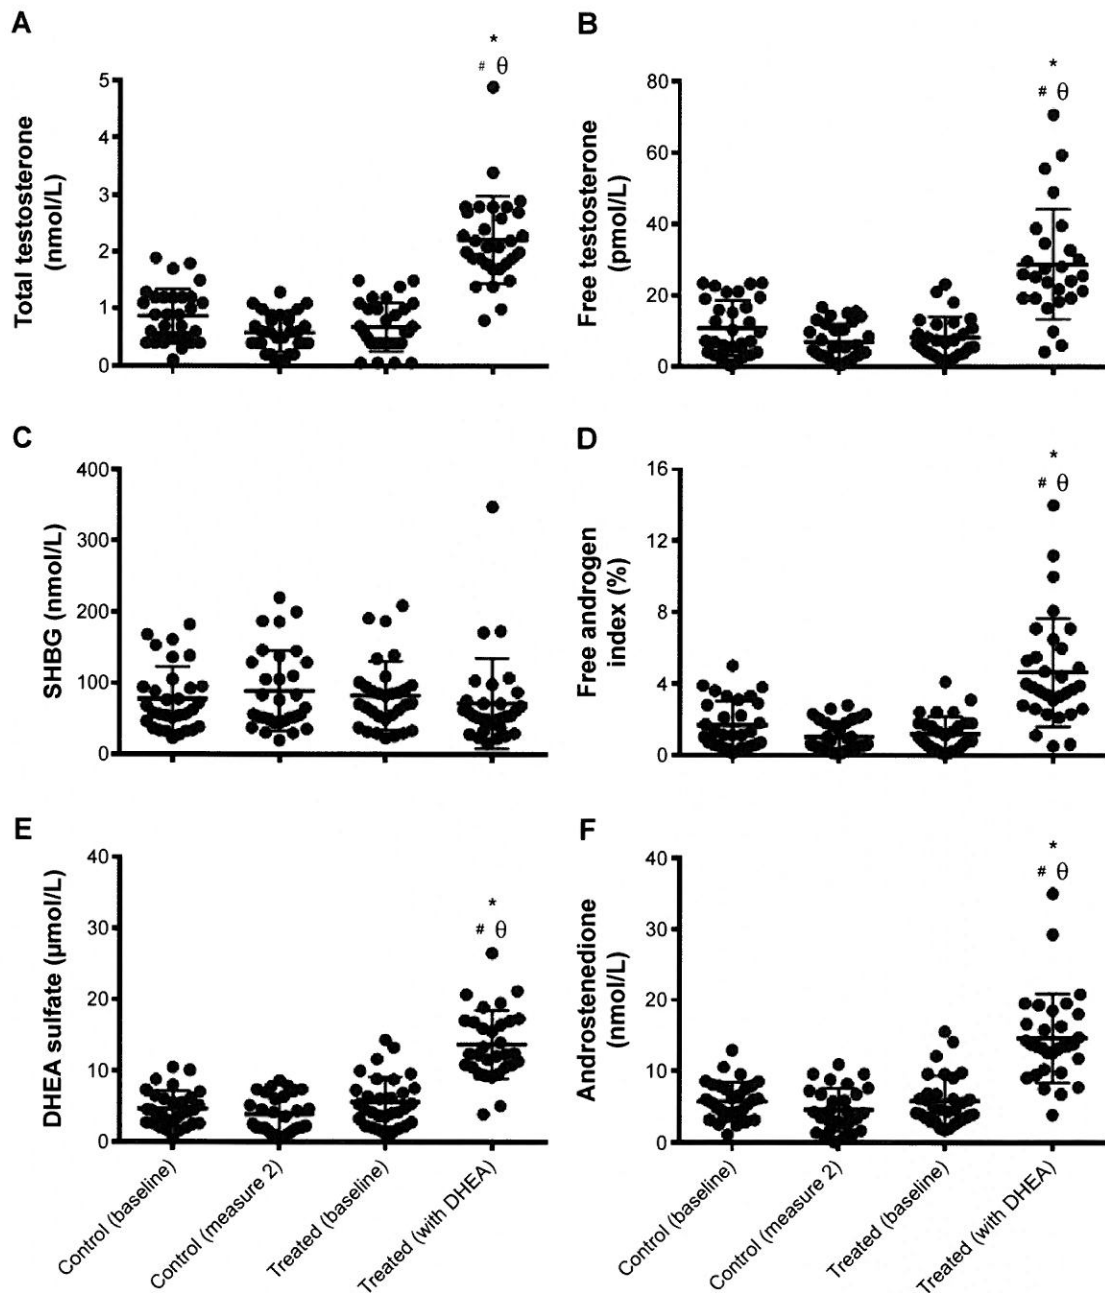 A
*
# θ
5
4
3
2
1
0
Total testosterone
(nmol/L)
B
*
# θ
80
60
40
20
0
Free testosterone
(pmol/L)
C
400
300
200
100
0
SHBG (nmol/L)
D
*
# θ
16
12
8
4
0
Free androgen
index (%)
E
*
# θ
40
30
20
10
0
DHEA sulfate (µmol/L)
Control (baseline)
Control (measure 2)
Treated (baseline)
Treated (with DHEA)
F
*
# θ
40
30
20
10
0
Androstenedione
(nmol/L)
Control (baseline)
Control (measure 2)
Treated (baseline)
Treated (with DHEA)